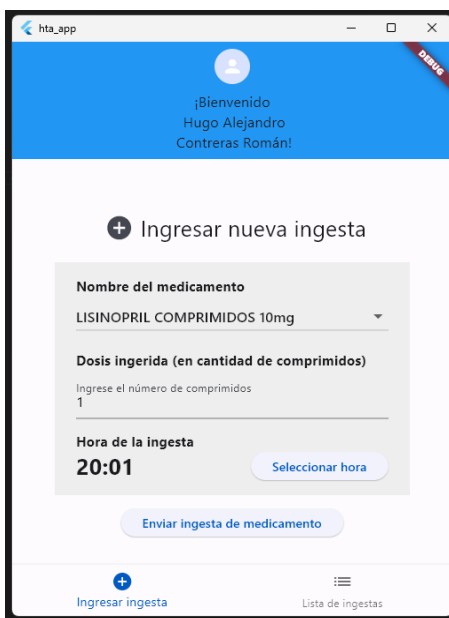 hta_app
DEBUG
¡Bienvenido
Hugo Alejandro
Contreras Román!
Ingresar nueva ingesta
Nombre del medicamento
LISINOPRIL COMPRIMIDOS 10mg
Dosis ingerida (en cantidad de comprimidos)
Ingrese el número de comprimidos
1
Hora de la ingesta
20:01
Seleccionar hora
Enviar ingesta de medicamento
Ingresar ingesta
Lista de ingestas